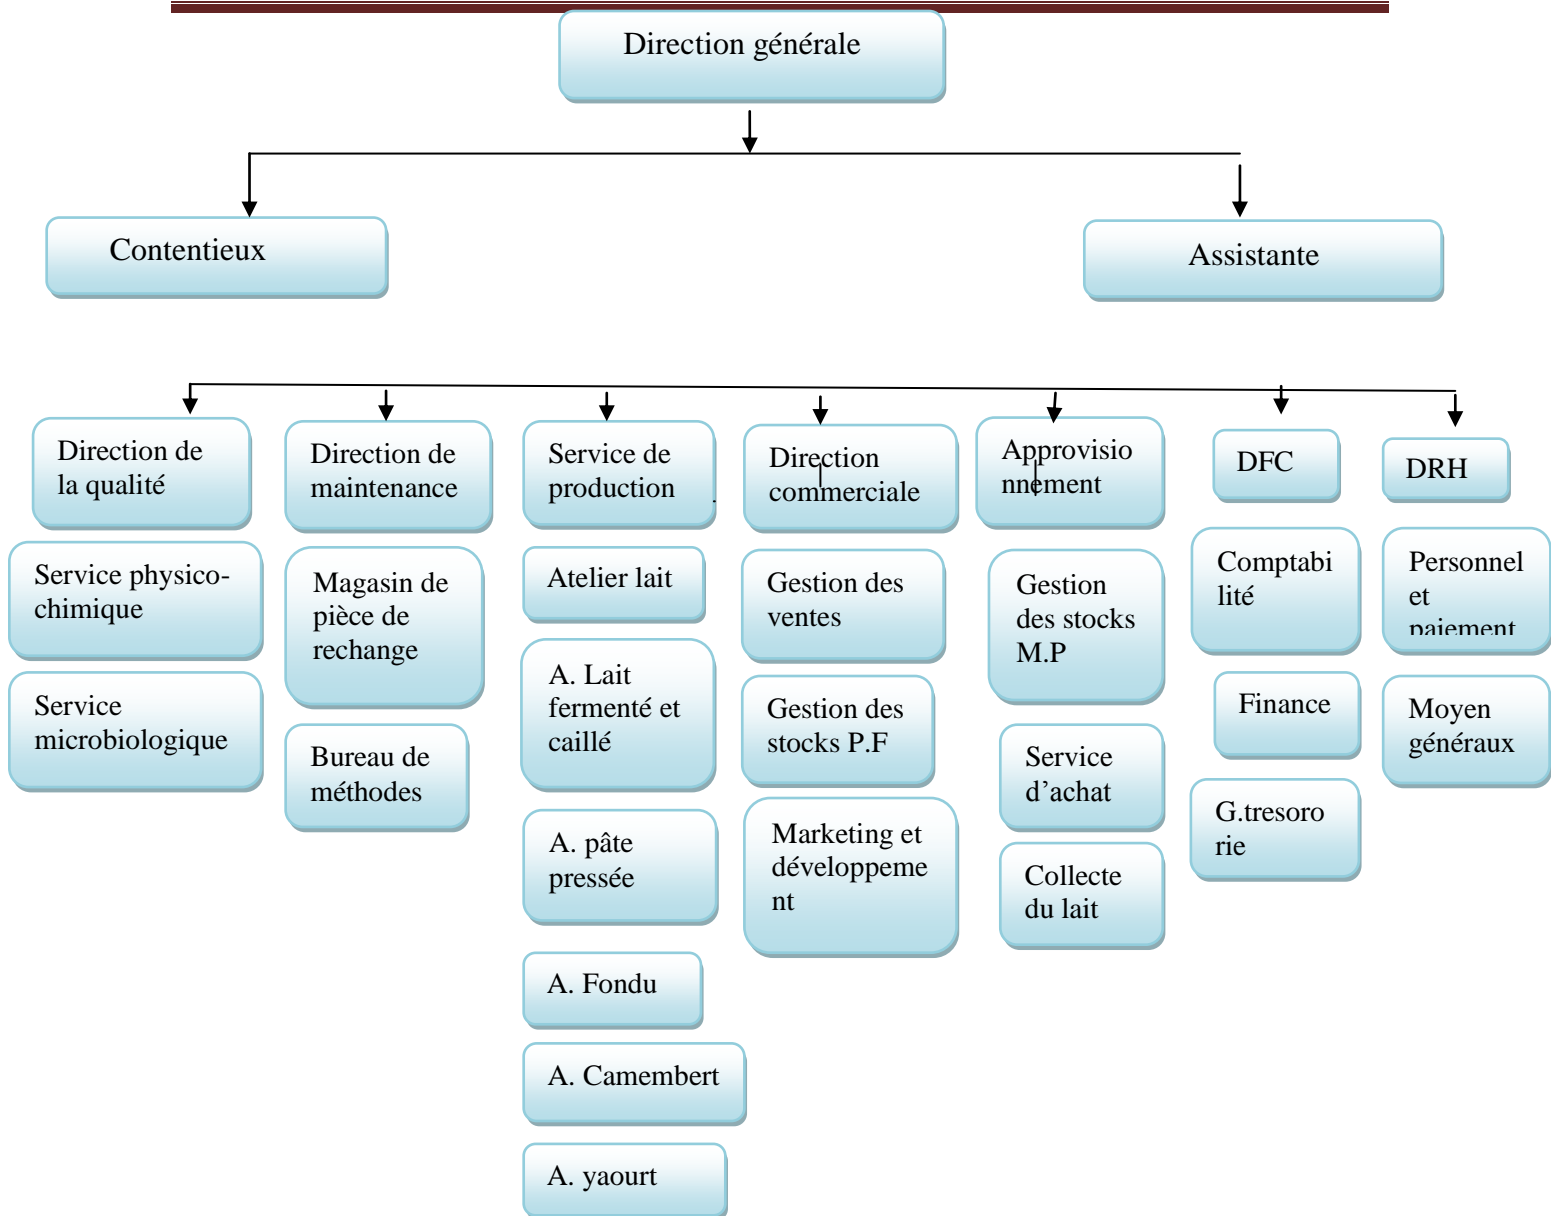 Direction générale
Contentieux
Assistante
Direction de
la qualité
Direction de
maintenance
Service de
production
Direction
commerciale
Approvisio
nnement
DFC
DRH
Service physico-
chimique
Service
microbiologique
Magasin de
pièce de
rechange
Bureau de
méthodes
Atelier lait
A. Lait
fermenté et
caillé
A. pâte
pressée
A. Fondu
A. Camembert
A. yaourt
Gestion des
ventes
Gestion des
stocks P.F
Marketing et
développeme
nt
Gestion
des stocks
M.P
Service
d’achat
Collecte
du lait
Comptabi
lité
Finance
G.tresoro
rie
Personnel
et
paiement
Moyen
généraux